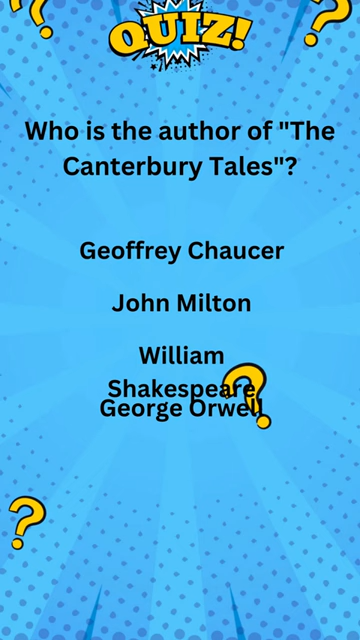 QUIZ!
Who is the author of "The
Canterbury Tales"?
Geoffrey Chaucer
John Milton
William
Shakespeare
George Orwell